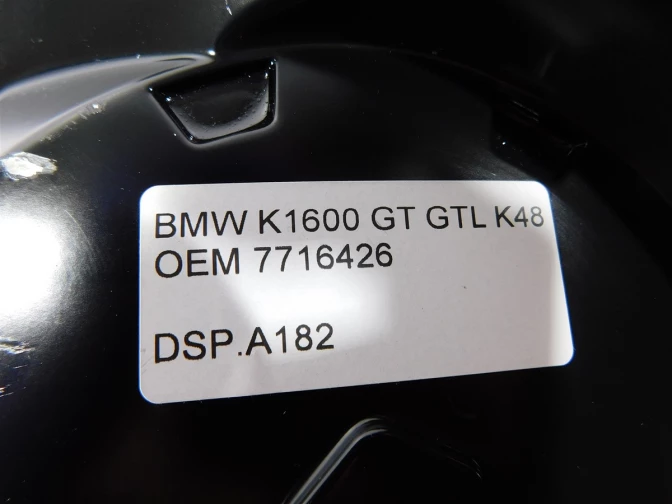 BMW K1600 GT GTL K48
OEM 7716426
DSP.A182